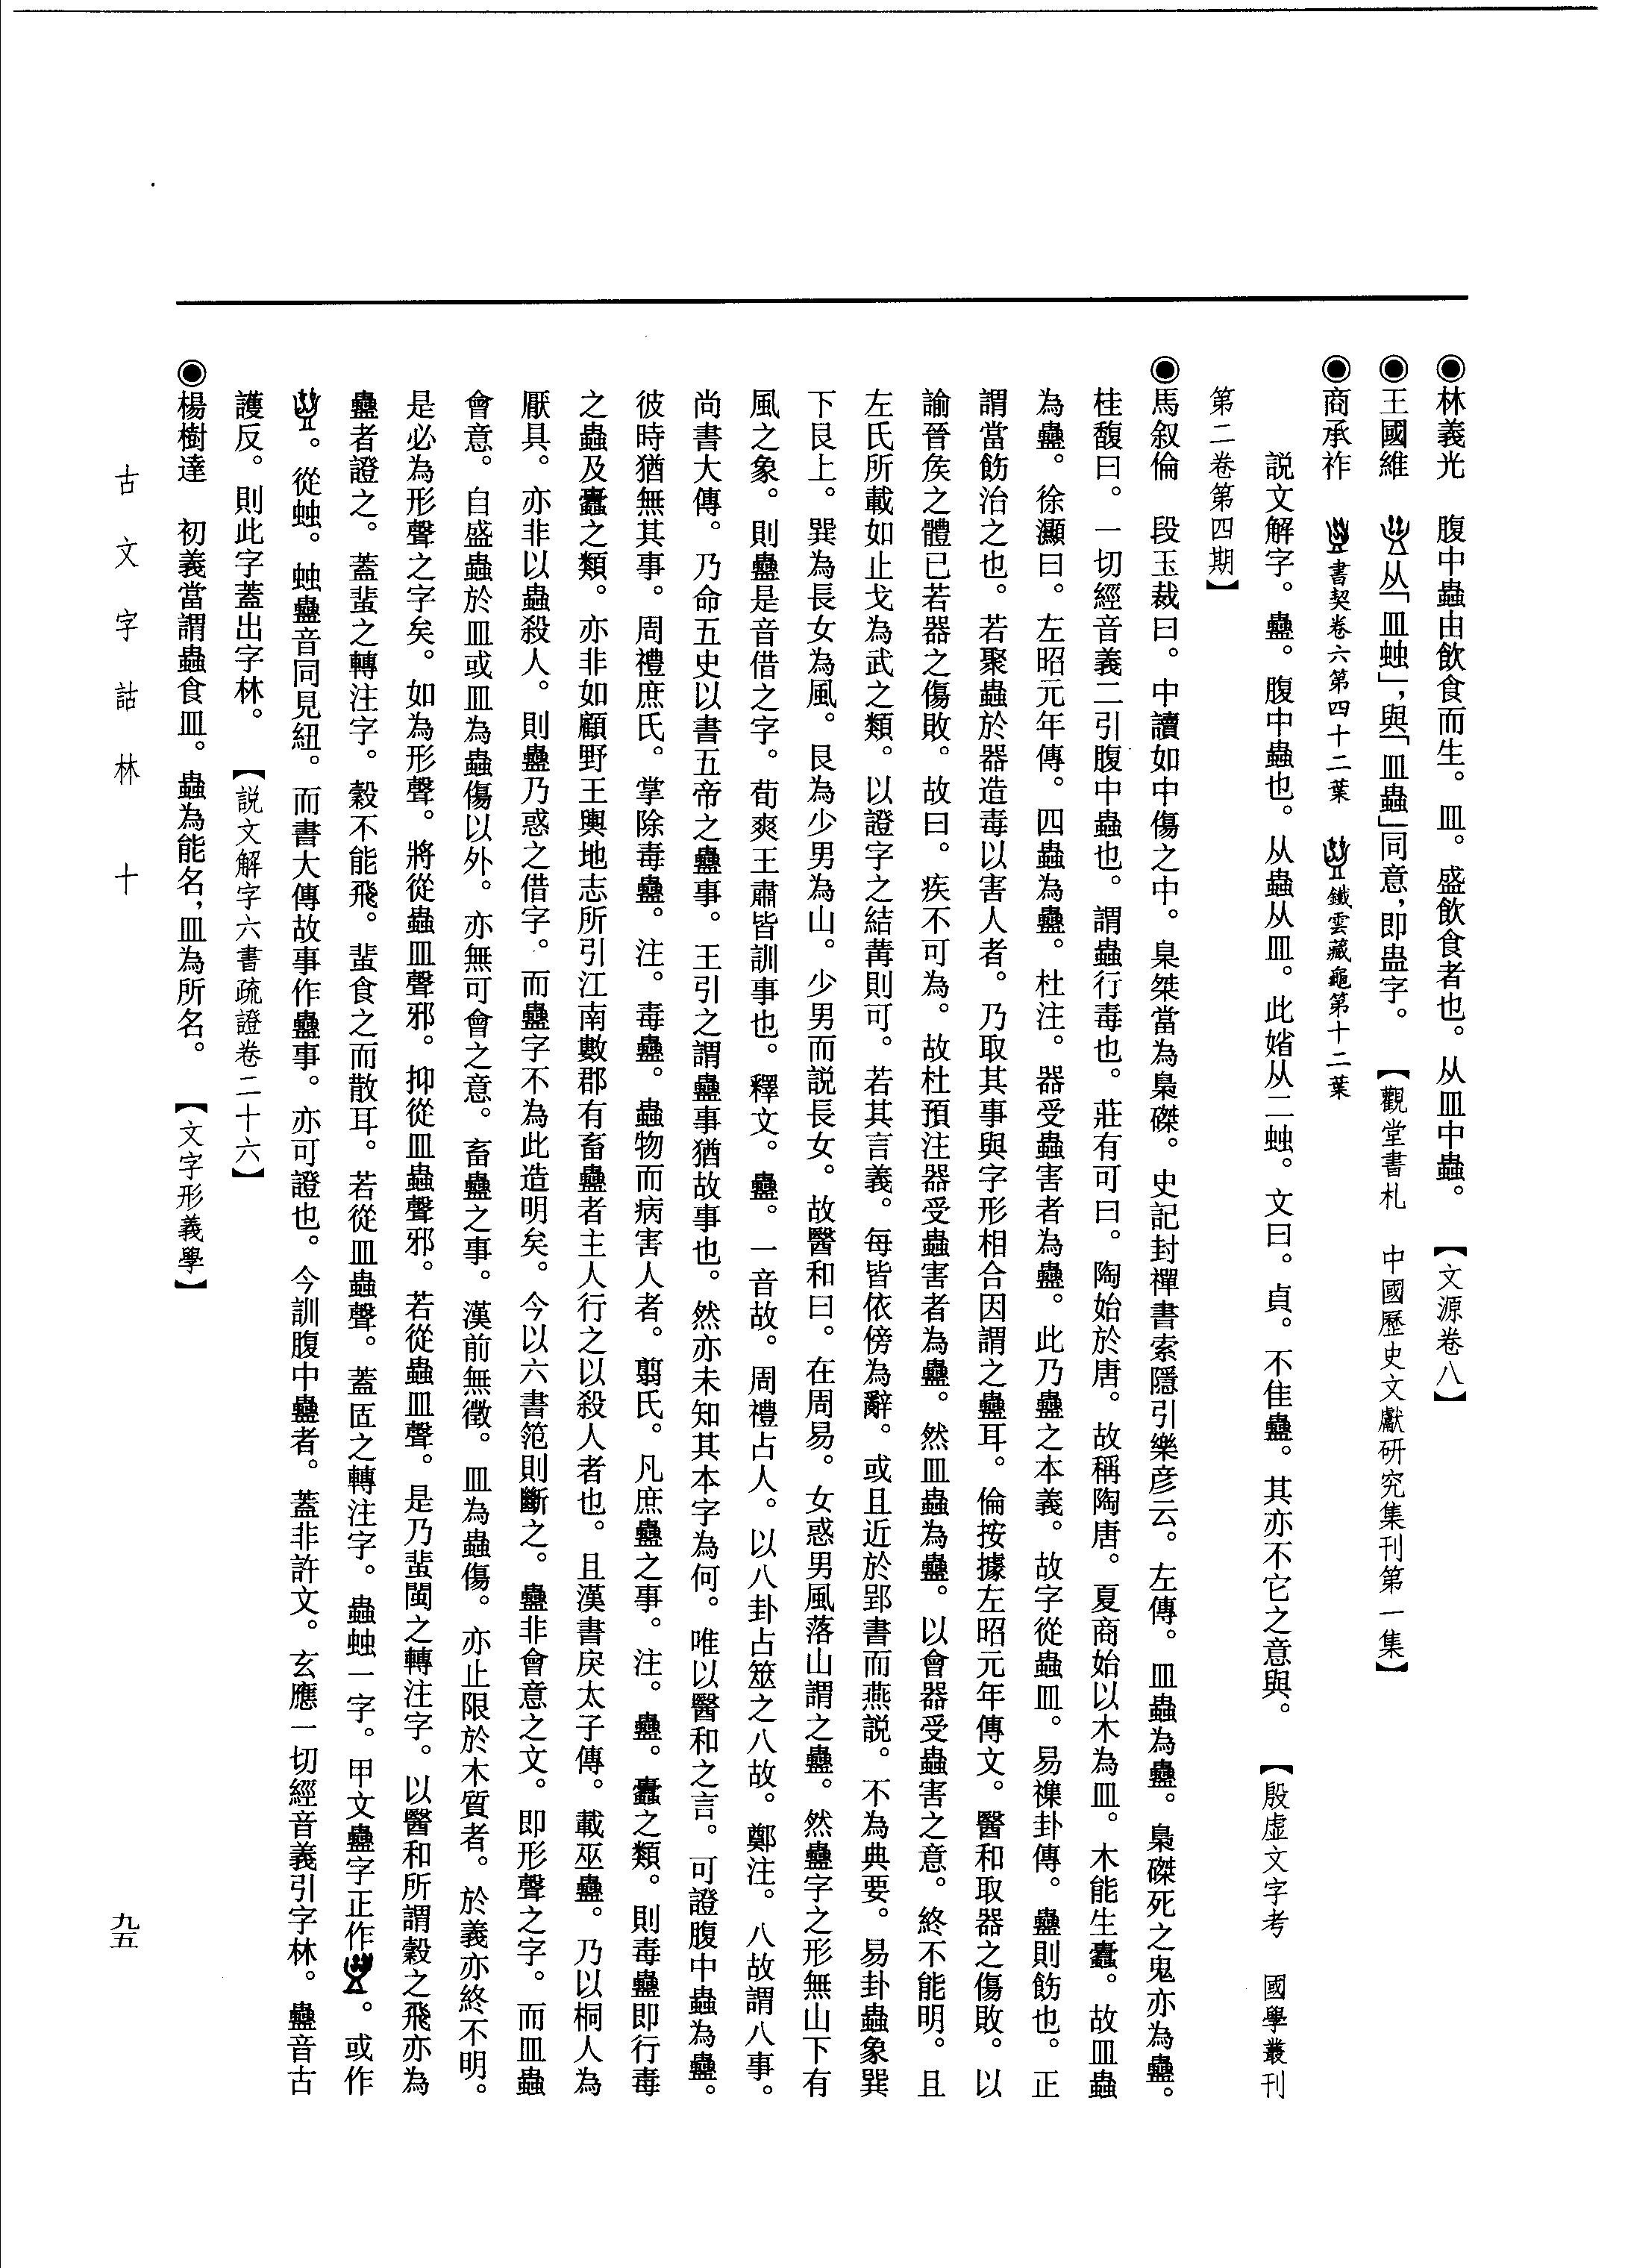 ◉林義光　腹中蟲由飲食而生。皿。盛飲食者也。从皿中蟲。　【文源卷八】
◉王國維　从「皿䖵」，與「皿蟲」同意，即蛊字。　【觀堂書札　中國歷史文獻研究集刊第一集】
◉商承祚　書契卷六第四十二葉　鐵雲藏龜第十二葉
説文解字。蠱。腹中蟲也。从蟲从皿。此媎从二䖵。文曰。貞。不隹蠱。其亦不它之意與。　【殷虚文字考　國學叢刊
第二卷第四期】
◉馬叙倫　段玉裁曰。中讀如中傷之中。臬桀當為梟磔。史記封禪書索隱引樂彦云。左傳。皿蟲為蠱。梟磔死之鬼亦為蠱。
桂馥曰。一切經音義二引腹中蟲也。謂蟲行毒也。莊有可曰。陶始於唐。故稱陶唐。夏商始以木為皿。木能生蠹。故皿蟲
為蠱。徐灝曰。左昭元年傳。四蟲為蠱。杜注。器受蟲害者為蠱。此乃蠱之本義。故字從蟲皿。易襍卦傳。蠱則飭也。正
謂當飭治之也。若聚蟲於器造毒以害人者。乃取其事與字形相合因謂之蠱耳。倫按據左昭元年傳文。醫和取器之傷敗。以
諭晉矦之體已若器之傷敗。故曰。疾不可為。故杜預注器受蟲害者為蠱。然皿蟲為蠱。以會器受蟲害之意。終不能明。且
左氏所載如止戈為武之類。以證字之結冓則可。若其言義。每皆依傍為辭。或且近於郢書而燕説。不為典要。易卦蟲象巽
下艮上。巽為長女為風。艮為少男為山。少男而説長女。故醫和曰。在周易。女惑男風落山謂之蠱。然蠱字之形無山下有
風之象。則蠱是音借之字。荀爽王肅皆訓事也。釋文。蠱。一音故。周禮占人。以八卦占筮之八故。鄭注。八故謂八事。
尚書大傳。乃命五史以書五帝之蠱事。王引之謂蠱事猶故事也。然亦未知其本字為何。唯以醫和之言。可證腹中蟲為蠱。
彼時猶無其事。周禮庶氏。掌除毒蠱。注。毒蠱。蟲物而病害人者。翦氏。凡庶蠱之事。注。蠱。蠹之類。則毒蠱即行毒
之蟲及蠹之類。亦非如顧野王輿地志所引江南數郡有畜蠱者主人行之以殺人者也。且漢書戾太子傳。載巫蠱。乃以桐人為
厭具。亦非以蟲殺人。則蠱乃惑之借字。而蠱字不為此造明矣。今以六書笵則斷之。蠱非會意之文。即形聲之字。而皿蟲
會意。自盛蟲於皿或皿為蟲傷以外。亦無可會之意。畜蠱之事。漢前無徵。皿為蟲傷。亦止限於木質者。於義亦終不明。
是必為形聲之字矣。如為形聲。將從蟲皿聲邪。抑從皿蟲聲邪。若從蟲皿聲。是乃蜚閩之轉注字。以醫和所謂穀之飛亦為
蠱者證之。蓋蜚之轉注字。穀不能飛。蜚食之而散耳。若從皿蟲聲。蓋匫之轉注字。蟲䖵一字。甲文蠱字正作。或作
。從䖵。䖵蠱音同見紐。而書大傳故事作蠱事。亦可證也。今訓腹中蠱者。蓋非許文。玄應一切經音義引字林。蠱音古
護反。則此字蓋出字林。　【説文解字六書疏證卷二十六】
◉楊樹達　初義當謂蟲食皿。蟲為能名，皿為所名。　【文字形義學】
古文字詁林　十
九五